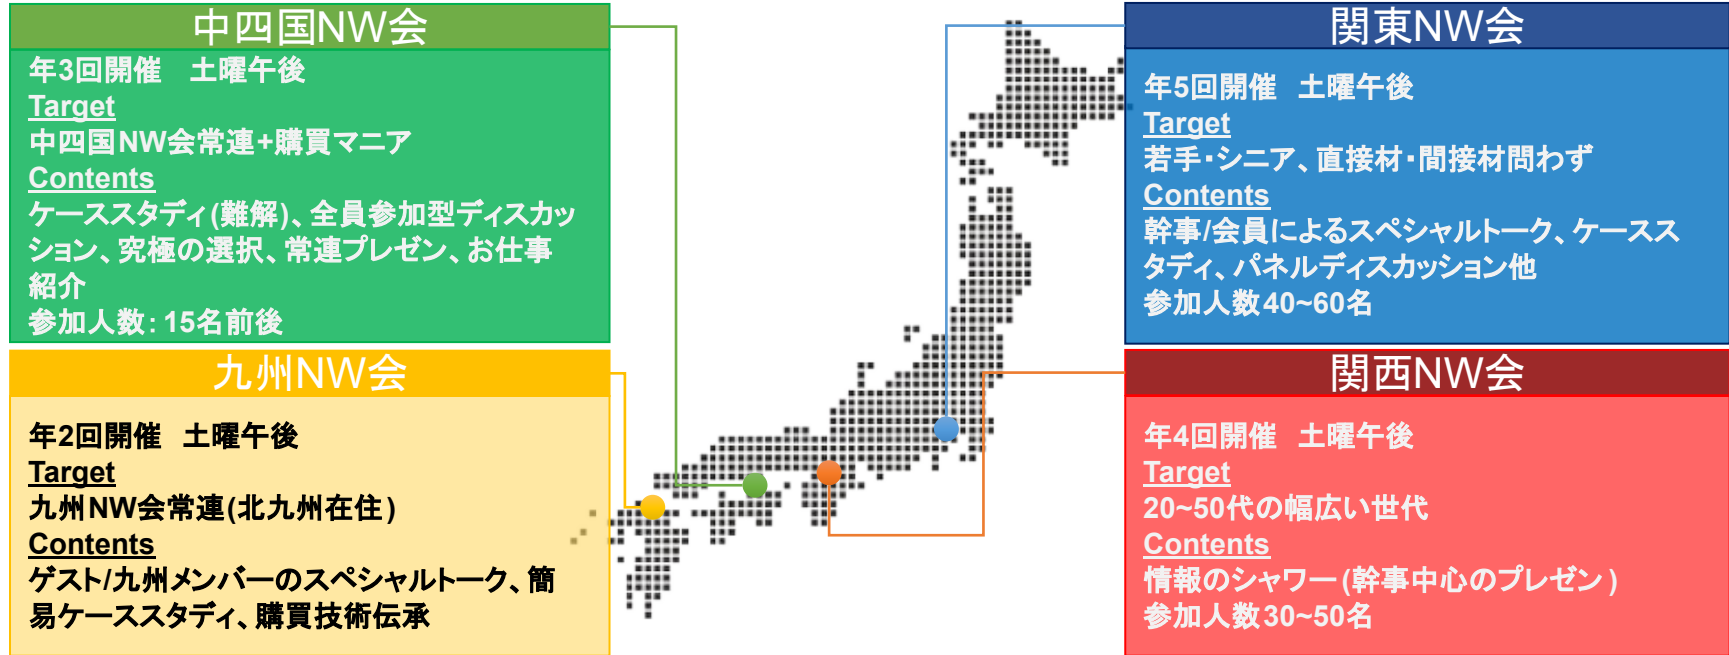 中四国NW会
年3回開催　土曜午後
Target
中四国NW会常連+購買マニア
Contents
ケーススタディ(難解)、全員参加型ディスカッ
ション、究極の選択、常連プレゼン、お仕事
紹介
参加人数：15名前後
九州NW会
年2回開催　土曜午後
Target
九州NW会常連(北九州在住)
Contents
ゲスト/九州メンバーのスペシャルトーク、簡
易ケーススタディ、購買技術伝承
関東NW会
年5回開催　土曜午後
Target
若手・シニア、直接材・間接材問わず
Contents
幹事/会員によるスペシャルトーク、ケースス
タディ、パネルディスカッション他
参加人数40~60名
関西NW会
年4回開催　土曜午後
Target
20~50代の幅広い世代
Contents
情報のシャワー(幹事中心のプレゼン)
参加人数30~50名